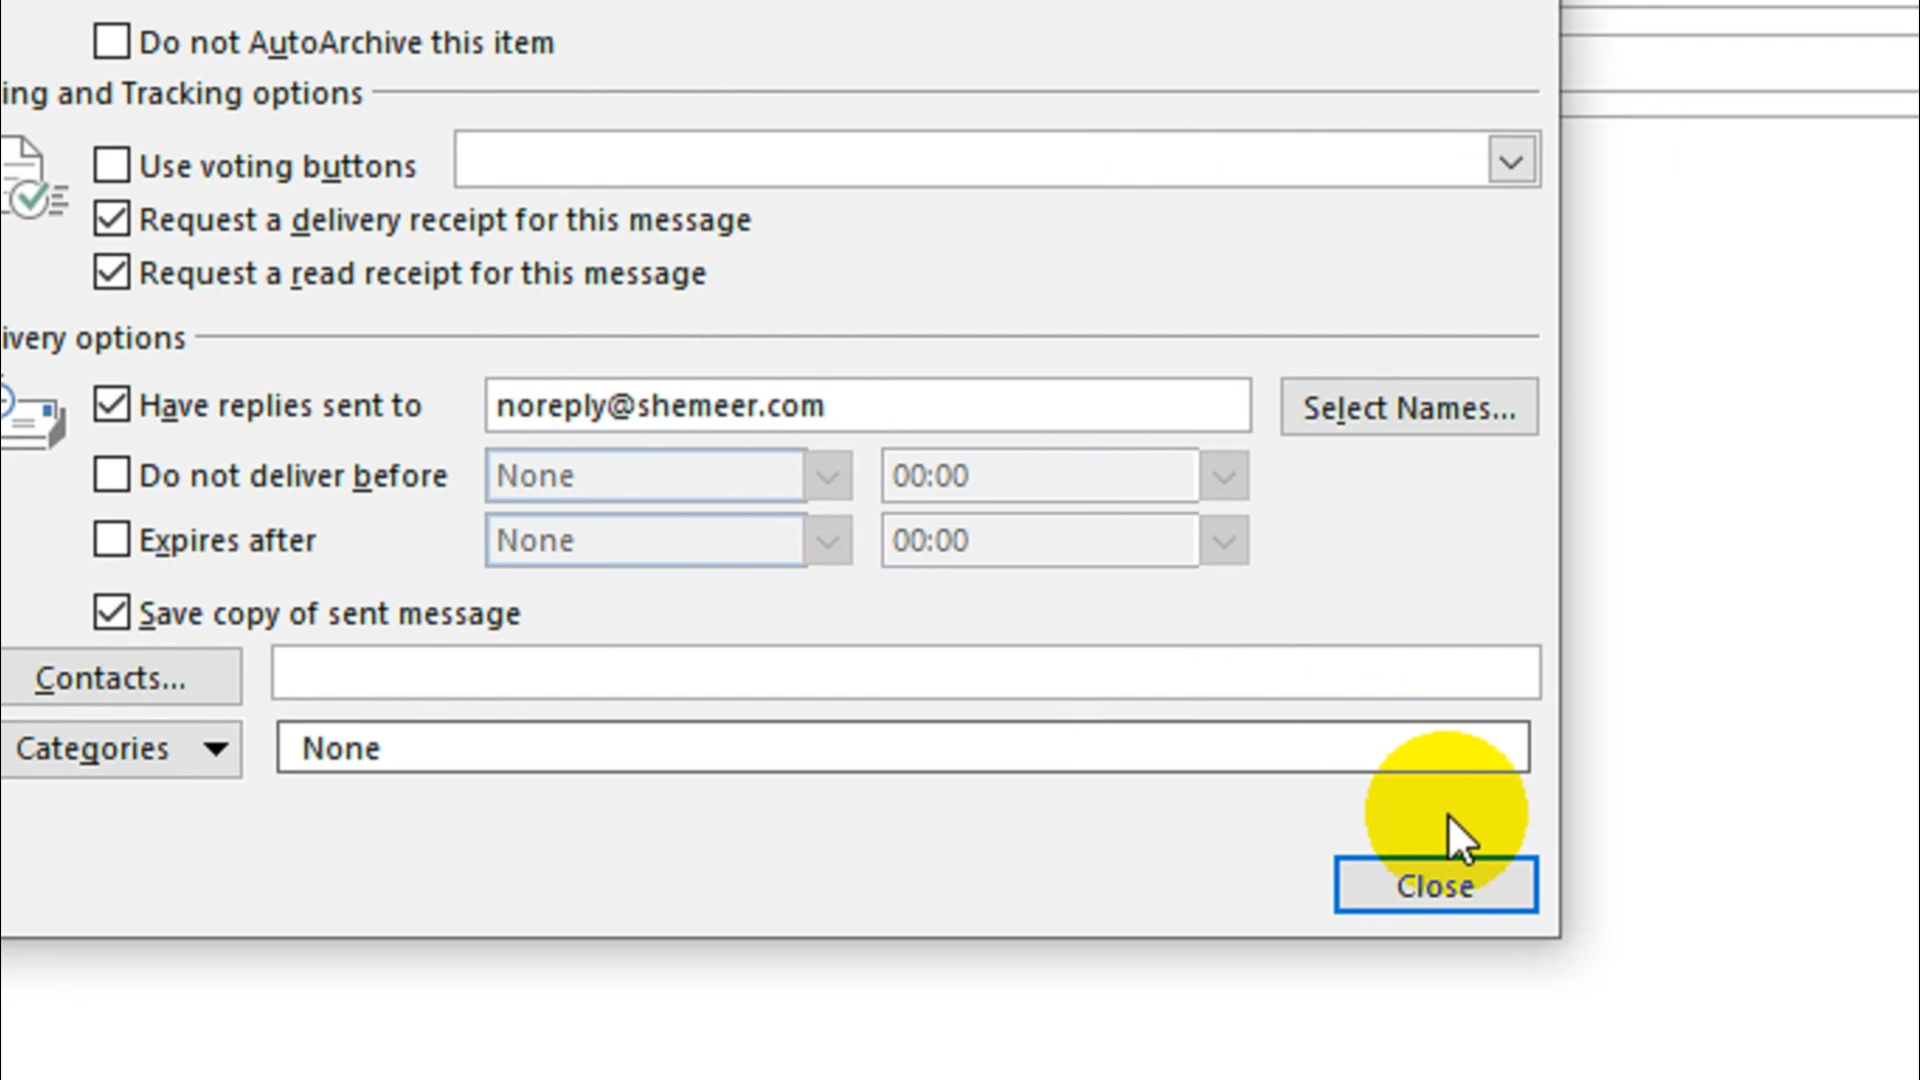 Do not AutoArchive this item
ing and Tracking options
Use voting buttons
Request a delivery receipt for this message
Request a read receipt for this message
ivery options
Have replies sent to noreply@shemeer.com Select Names...
Do not deliver before None 00:00
Expires after None 00:00
Save copy of sent message
Contacts...
Categories None
Close